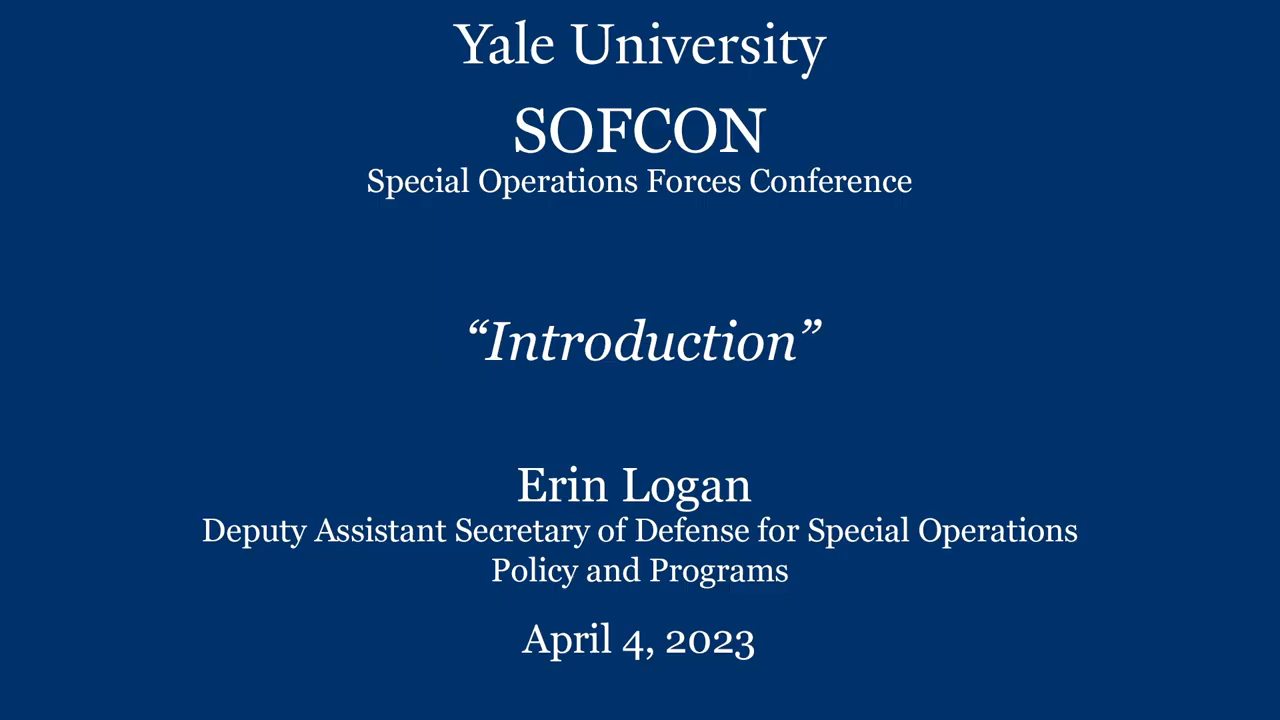 Yale University
SOFCON
Special Operations Forces Conference
“Introduction”
Erin Logan
Deputy Assistant Secretary of Defense for Special Operations
Policy and Programs
April 4, 2023